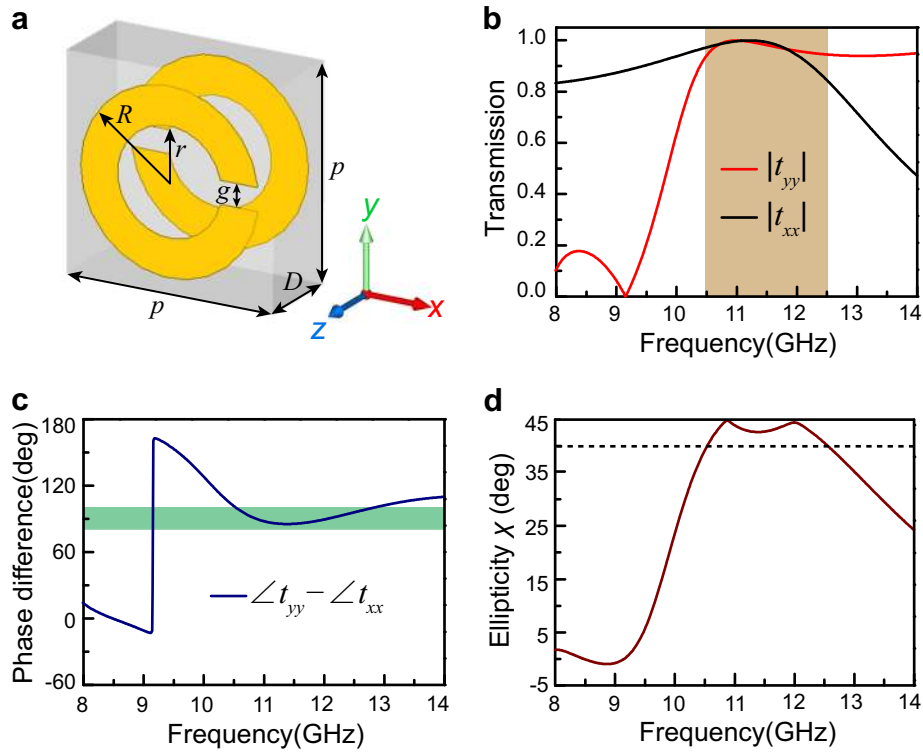 a
R
r
g
p
p
D
y
x
z
b
Transmission
1.0
0.8
0.6
0.4
0.2
0.0
|t_yy|
|t_xx|
8 9 10 11 12 13 14
Frequency(GHz)
c
Phase difference(deg)
180
120
60
0
-60
∠t_yy − ∠t_xx
8 9 10 11 12 13 14
Frequency(GHz)
d
Ellipticity χ (deg)
45
35
25
15
5
-5
8 9 10 11 12 13 14
Frequency(GHz)